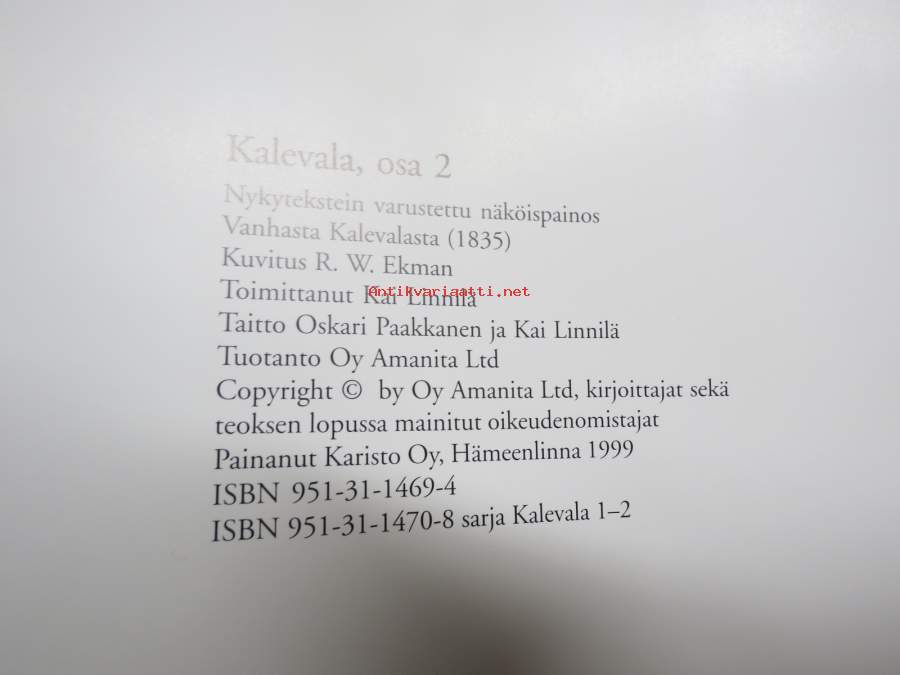 Kalevala, osa 2
Nykytekstein varustettu näköispainos
Vanhasta Kalevalasta (1835)
Kuvitus R. W. Ekman
Antikvariaatti.net
Toimittanut Kai Linnilä
Taitto Oskari Paakkanen ja Kai Linnilä
Tuotanto Oy Amanita Ltd
Copyright © by Oy Amanita Ltd, kirjoittajat sekä
teoksen lopussa mainitut oikeudenomistajat
Painanut Karisto Oy, Hämeenlinna 1999
ISBN 951-31-1469-4
ISBN 951-31-1470-8 sarja Kalevala 1–2